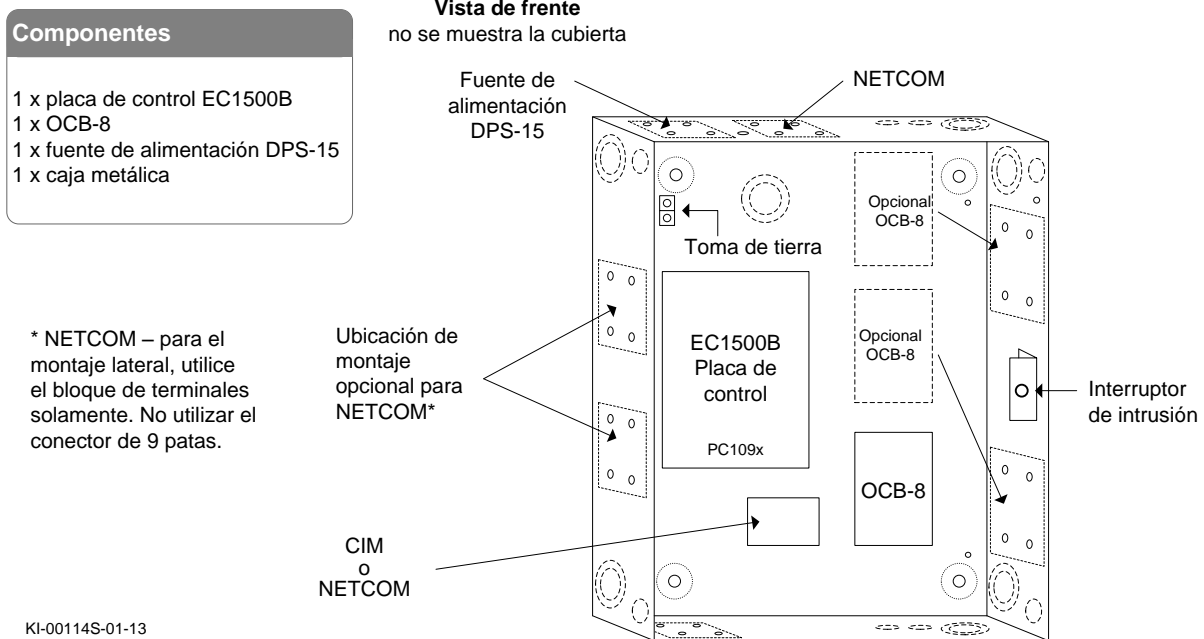 Componentes
1 x placa de control EC1500B
1 x OCB-8
1 x fuente de alimentación DPS-15
1 x caja metálica
Vista de frente
no se muestra la cubierta
Fuente de
alimentación
DPS-15
NETCOM
Opcional
OCB-8
Toma de tierra
* NETCOM – para el
montaje lateral, utilice
el bloque de terminales
solamente. No utilizar el
conector de 9 patas.
Ubicación de
montaje
opcional para
NETCOM*
EC1500B
Placa de
control
PC109x
Opcional
OCB-8
Interruptor
de intrusión
OCB-8
CIM
o
NETCOM
KI-00114S-01-13